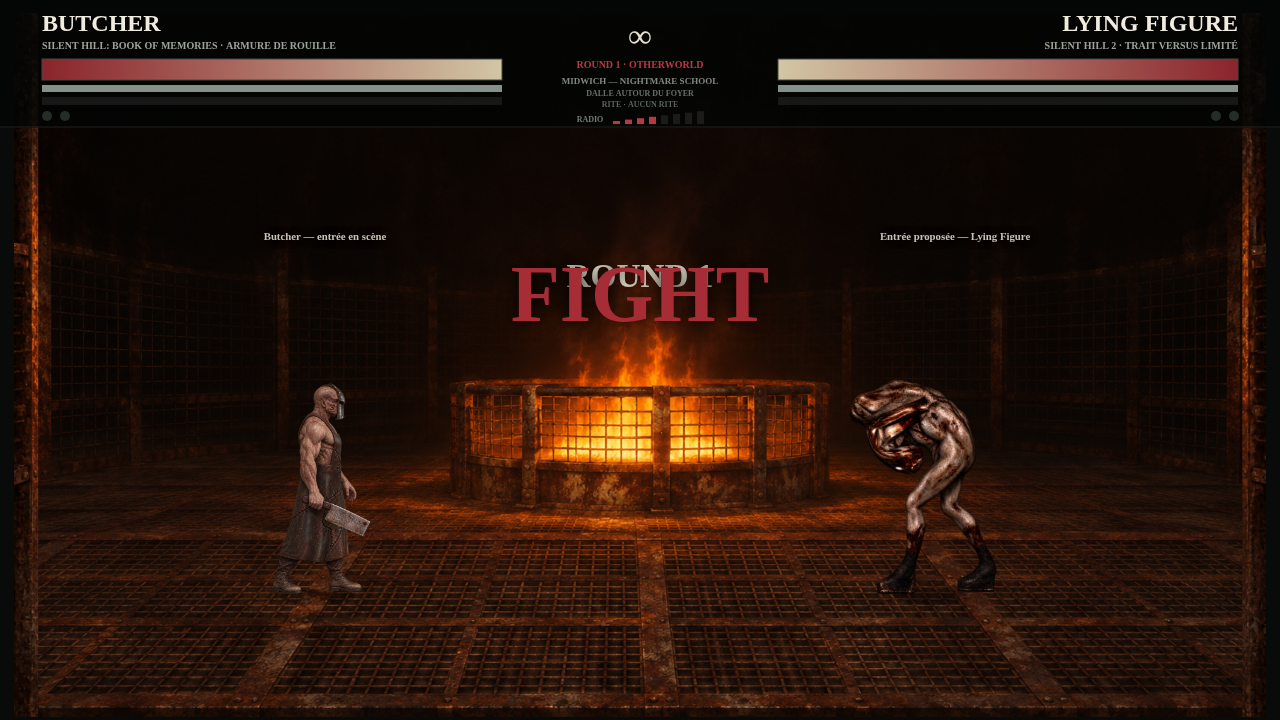 BUTCHER
SILENT HILL: BOOK OF MEMORIES · ARMURE DE ROUILLE
∞
ROUND 1 · OTHERWORLD
MIDWICH — NIGHTMARE SCHOOL
DALLE AUTOUR DU FOYER
RITE · AUCUN RITE
RADIO
LYING FIGURE
SILENT HILL 2 · TRAIT VERSUS LIMITÉ
Butcher — entrée en scène
Entrée proposée — Lying Figure
ROUND 1
FIGHT